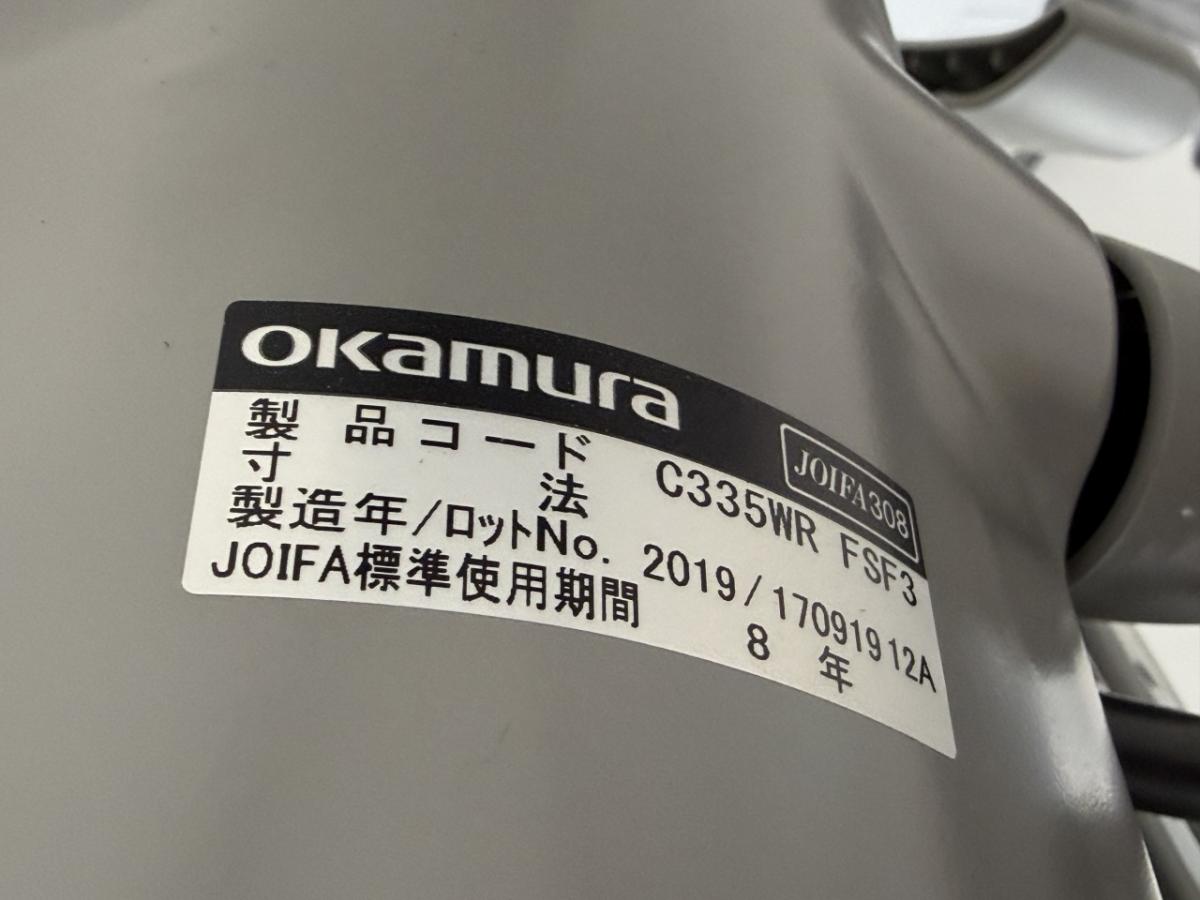 okamura
JOIFA308
製品コード C335WR FSF3
寸法
製造年/ロットNo. 2019/17091912A
JOIFA標準使用期間 8年